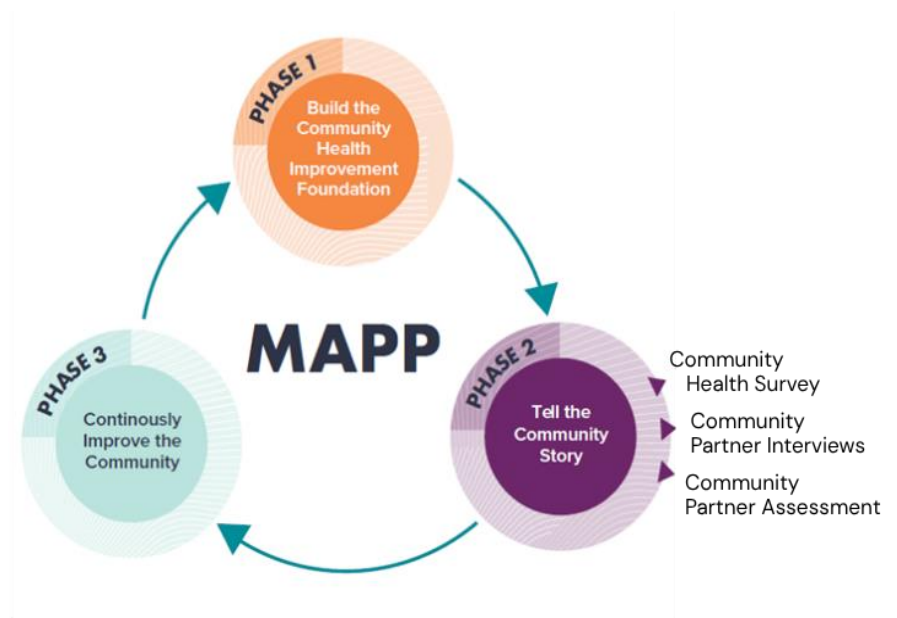 PHASE 1
Build the
Community
Health
Improvement
Foundation
MAPP
PHASE 2
Tell the
Community
Story
Community
Health Survey
Community
Partner Interviews
Community
Partner Assessment
PHASE 3
Continously
Improve the
Community